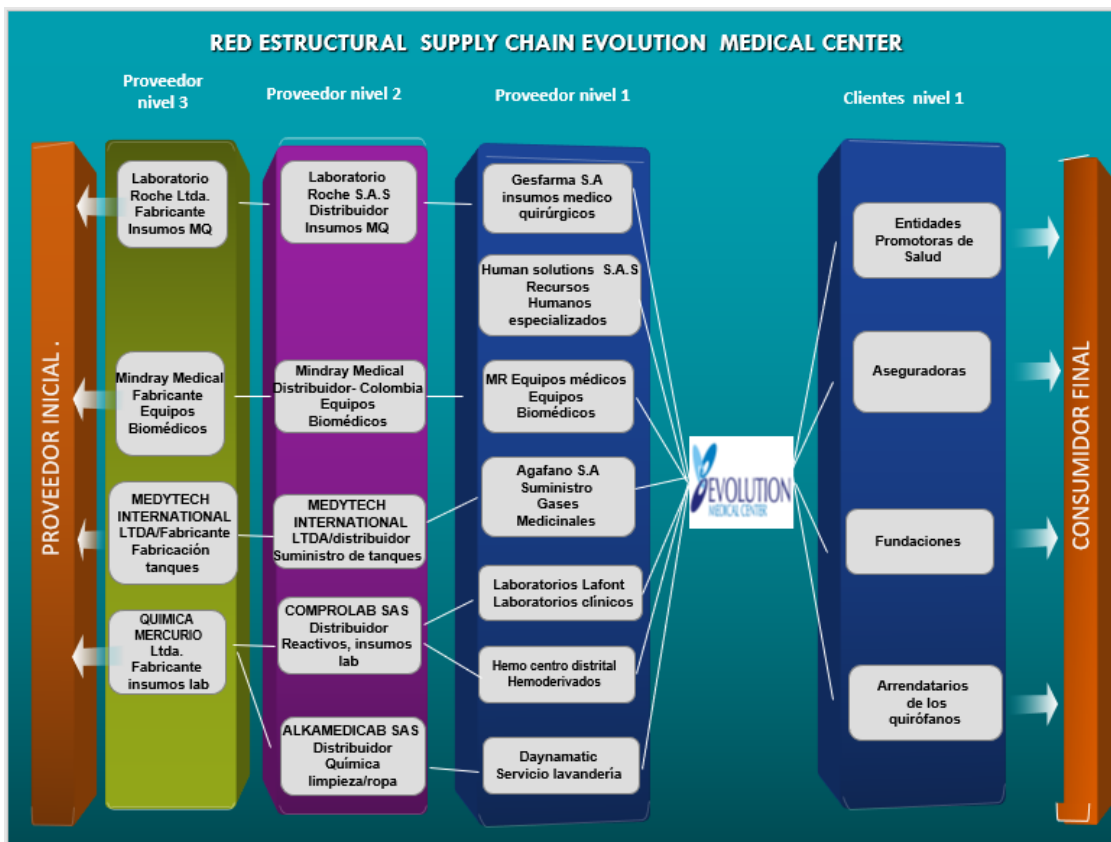 RED ESTRUCTURAL SUPPLY CHAIN EVOLUTION MEDICAL CENTER
Proveedor
nivel 3
Proveedor nivel 2
Proveedor nivel 1
Clientes nivel 1
PROVEEDOR INICIAL .
Laboratorio
Roche Ltda.
Fabricante
Insumos MQ
Mindray Medical
Fabricante
Equipos
Biomédicos
MEDYTECH
INTERNATIONAL
LTDA/Fabricante
Fabricación
tanques
QUIMICA
MERCURIO
Ltda.
Fabricante
insumos lab
Laboratorio
Roche S.A.S
Distribuidor
Insumos MQ
Mindray Medical
Distribuidor- Colombia
Equipos
Biomédicos
MEDYTECH
INTERNATIONAL
LTDA/distribuidor
Suministro de tanques
COMPROLAB SAS
Distribuidor
Reactivos, insumos
lab
ALKAMEDICAB SAS
Distribuidor
Química
limpieza/ropa
Gesfarma S.A
insumos medico
quirúrgicos
Human solutions S.A.S
Recursos
Humanos
especializados
MR Equipos médicos
Equipos
Biomédicos
Agafano S.A
Suministro
Gases
Medicinales
Laboratorios Lafont
Laboratorios clínicos
Hemo centro distrital
Hemoderivados
Daynamatic
Servicio lavandería
EVOLUTION
MEDICAL CENTER
Entidades
Promotoras de
Salud
Aseguradoras
Fundaciones
Arrendatarios
de los
quirófanos
CONSUMIDOR FINAL